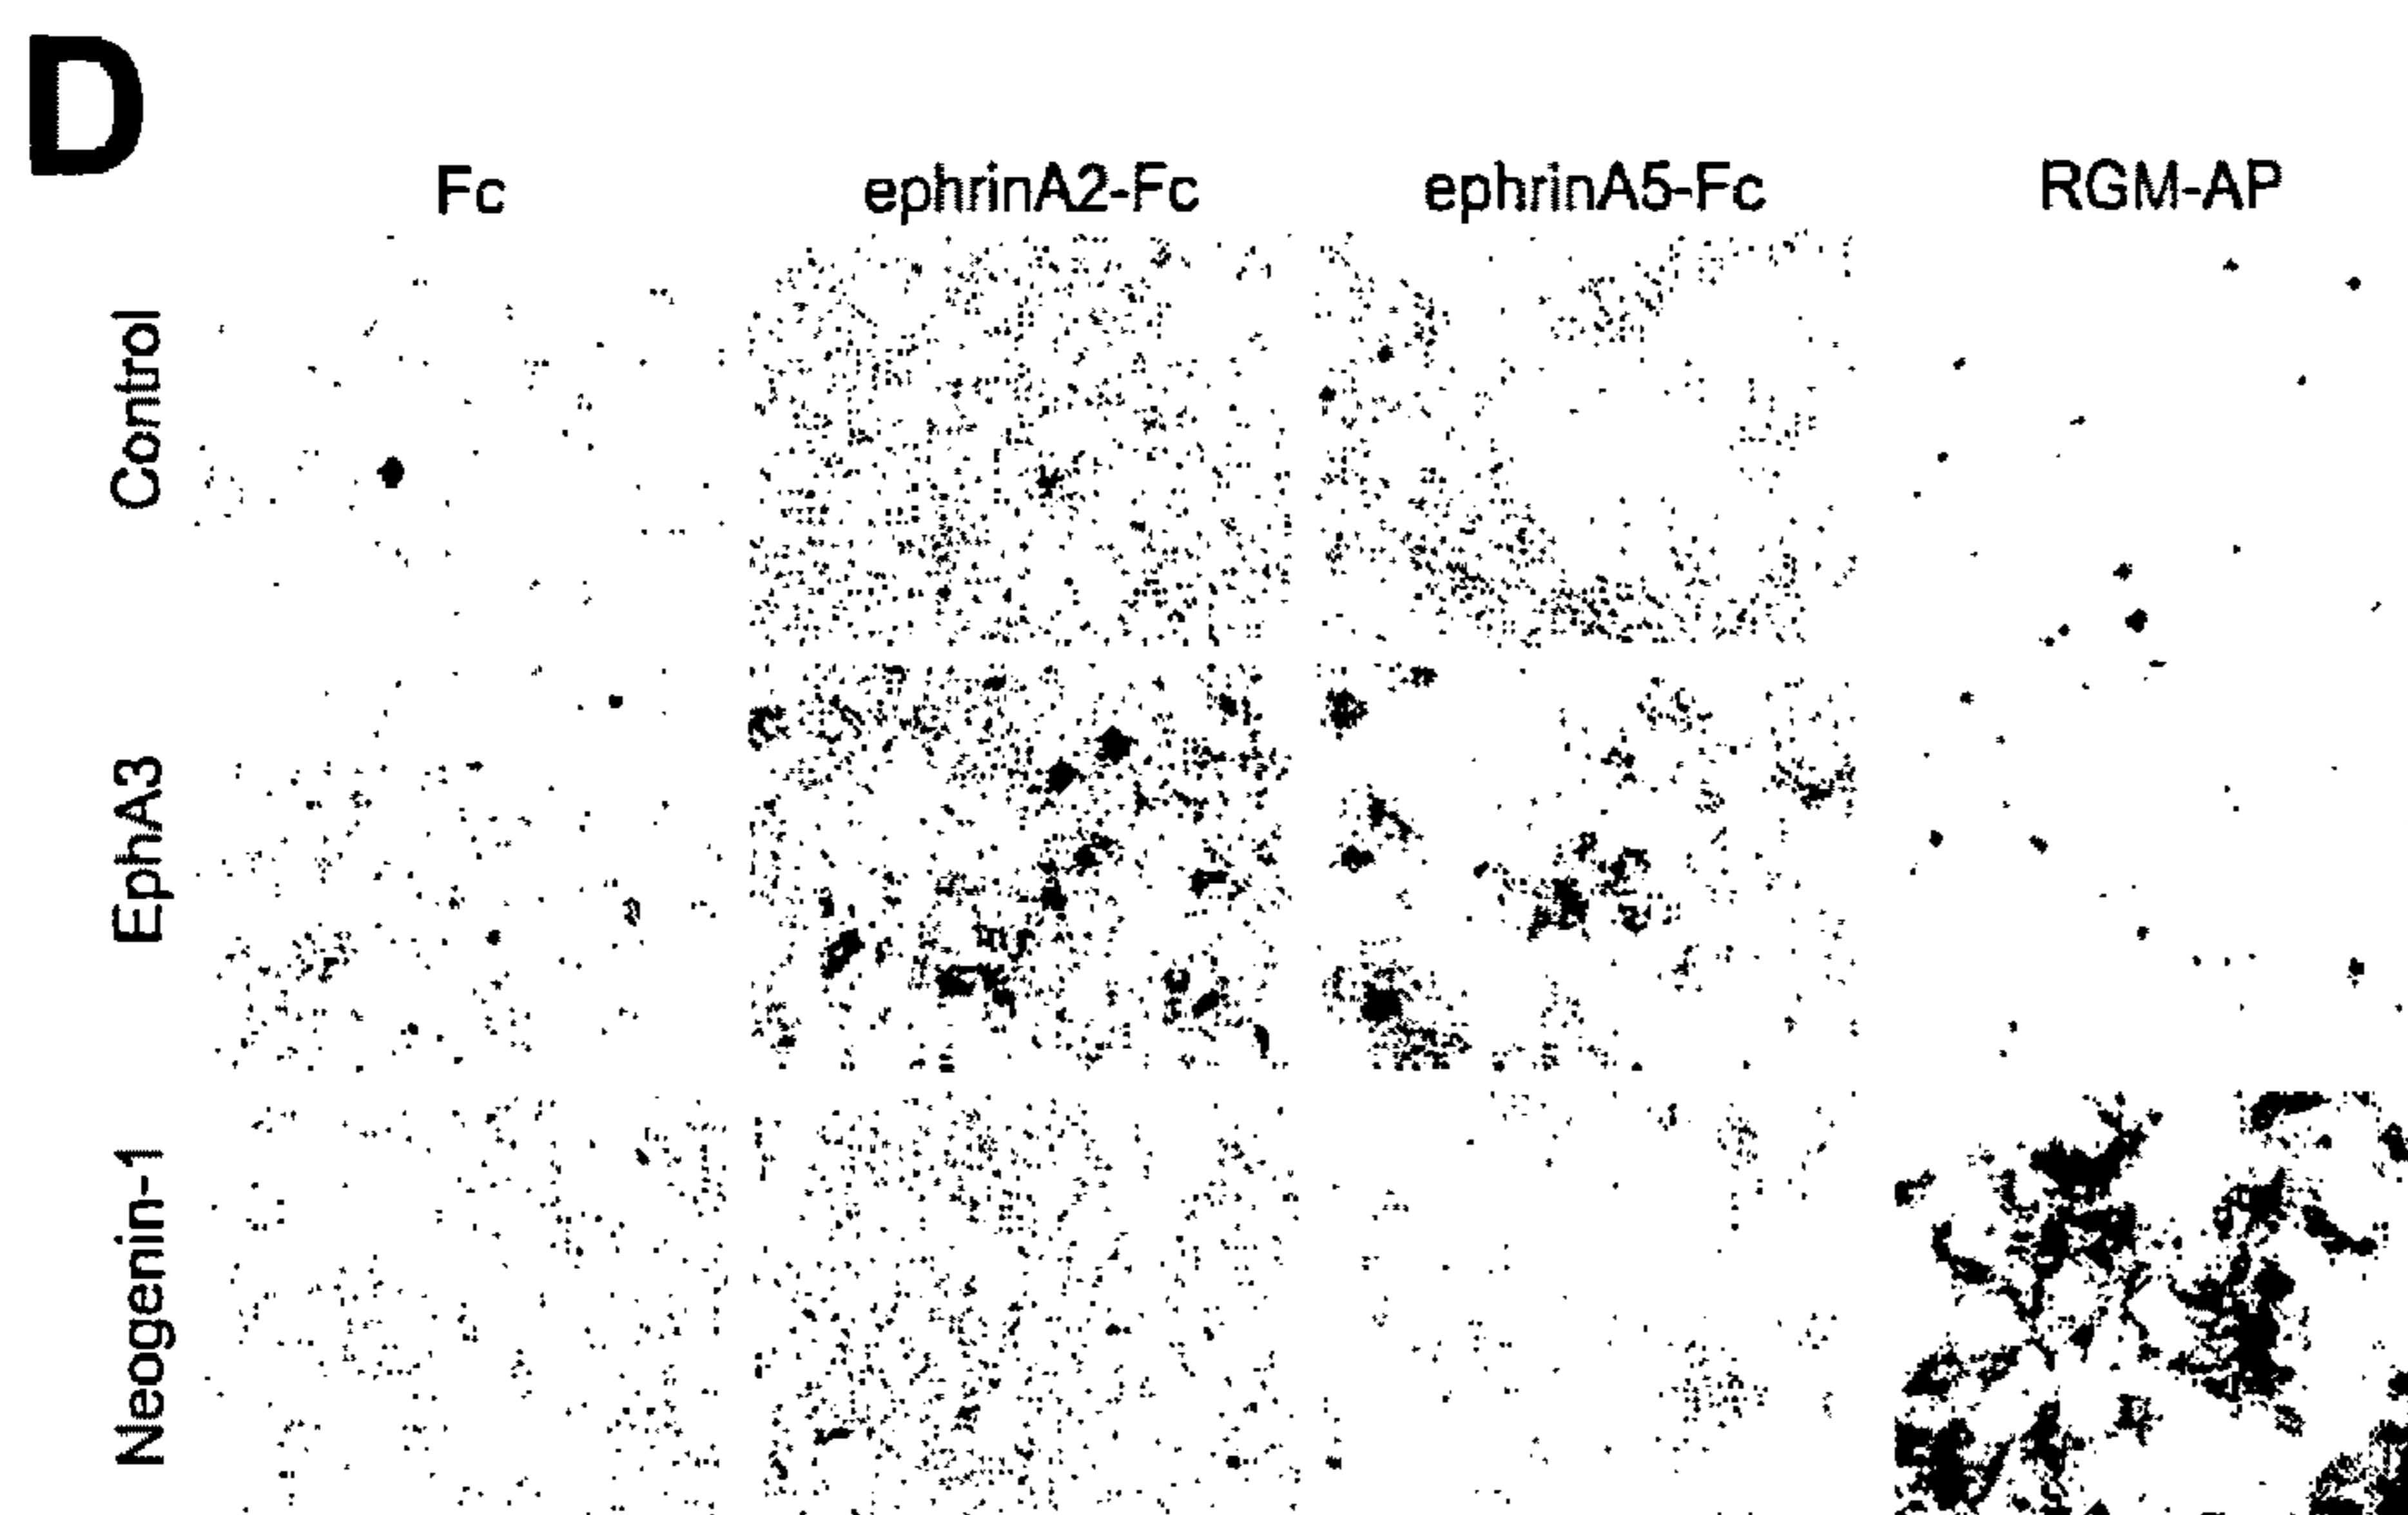 D
Fc ephrinA2-Fc ephrinA5-Fc RGM-AP
Control
EphA3
Neogenin-1